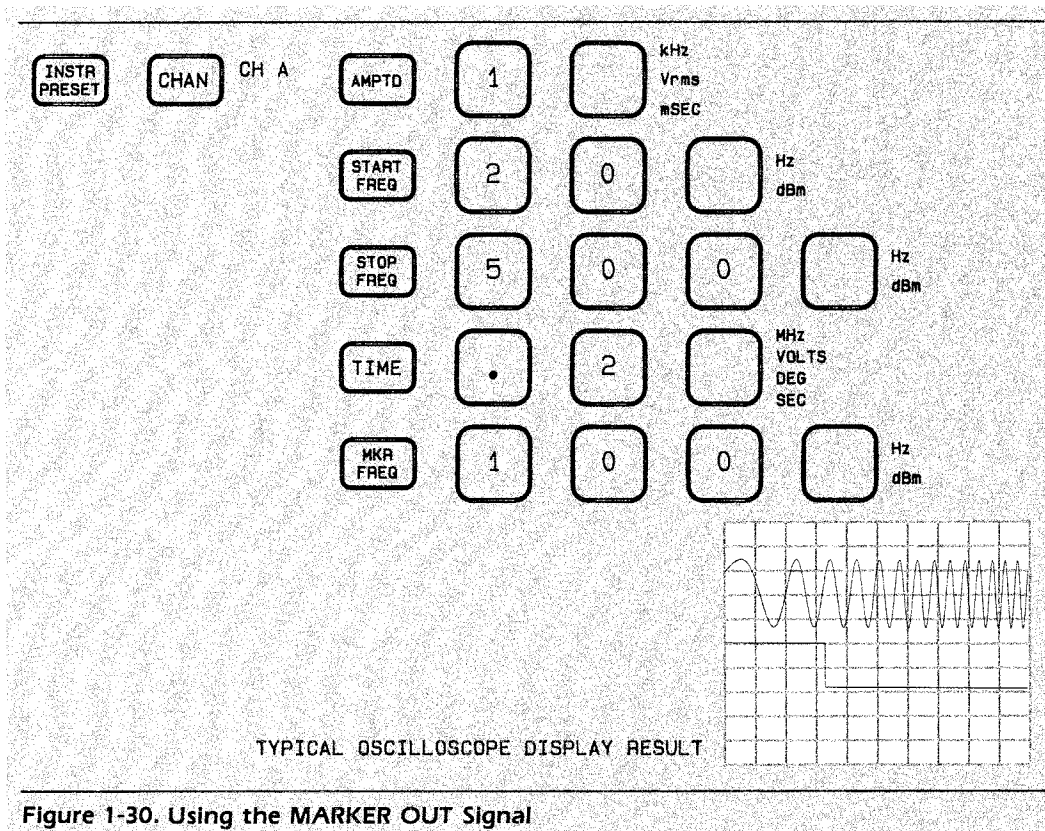 INSTR PRESET CHAN CH A AMPTD 1 kHz
Vrms
mSEC
START FREQ 2 0 Hz
dBm
STOP FREQ 5 0 0 Hz
dBm
TIME . 2 MHz
VOLTS
DEG
SEC
MKR FREQ 1 0 0 Hz
dBm
TYPICAL OSCILLOSCOPE DISPLAY RESULT
Figure 1-30. Using the MARKER OUT Signal